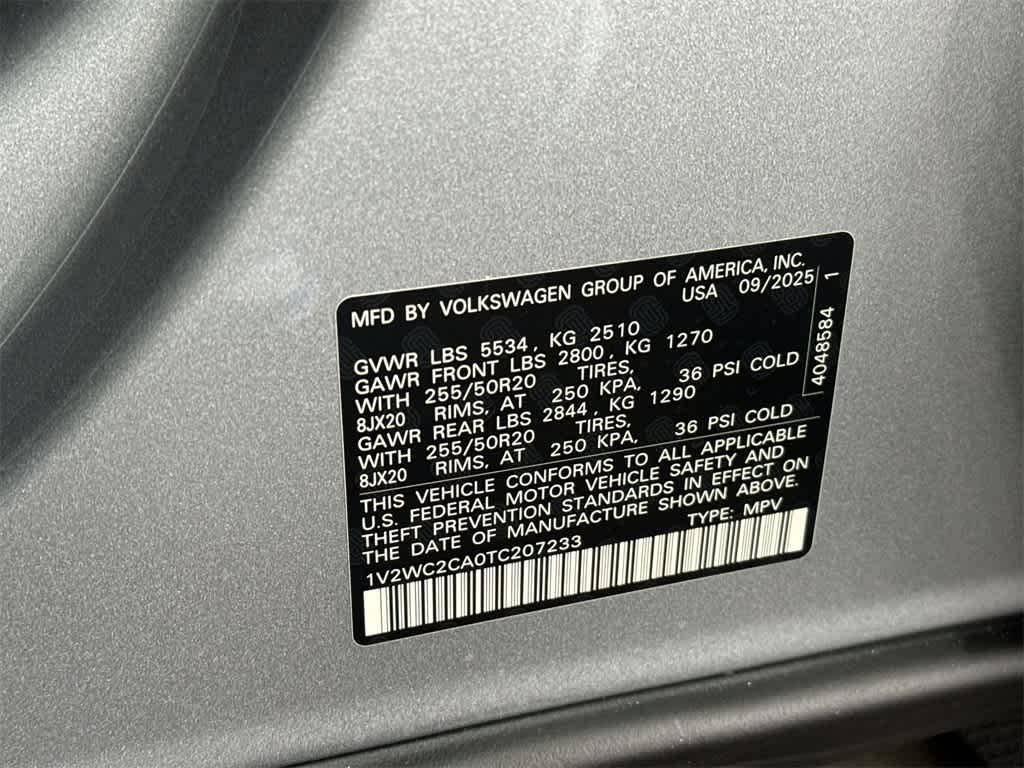 MFD BY VOLKSWAGEN GROUP OF AMERICA, INC.
USA 09/2025
GVWR LBS 5534, KG 2510
GAWR FRONT LBS 2800, KG 1270
WITH 255/50R20 TIRES,
8JX20 RIMS, AT 250 KPA, 36 PSI COLD
GAWR REAR LBS 2844, KG 1290
WITH 255/50R20 TIRES,
8JX20 RIMS, AT 250 KPA, 36 PSI COLD
THIS VEHICLE CONFORMS TO ALL APPLICABLE
U.S. FEDERAL MOTOR VEHICLE SAFETY AND
THEFT PREVENTION STANDARDS IN EFFECT ON
THE DATE OF MANUFACTURE SHOWN ABOVE.
TYPE: MPV
1V2WC2CA0TC207233
4048584 1